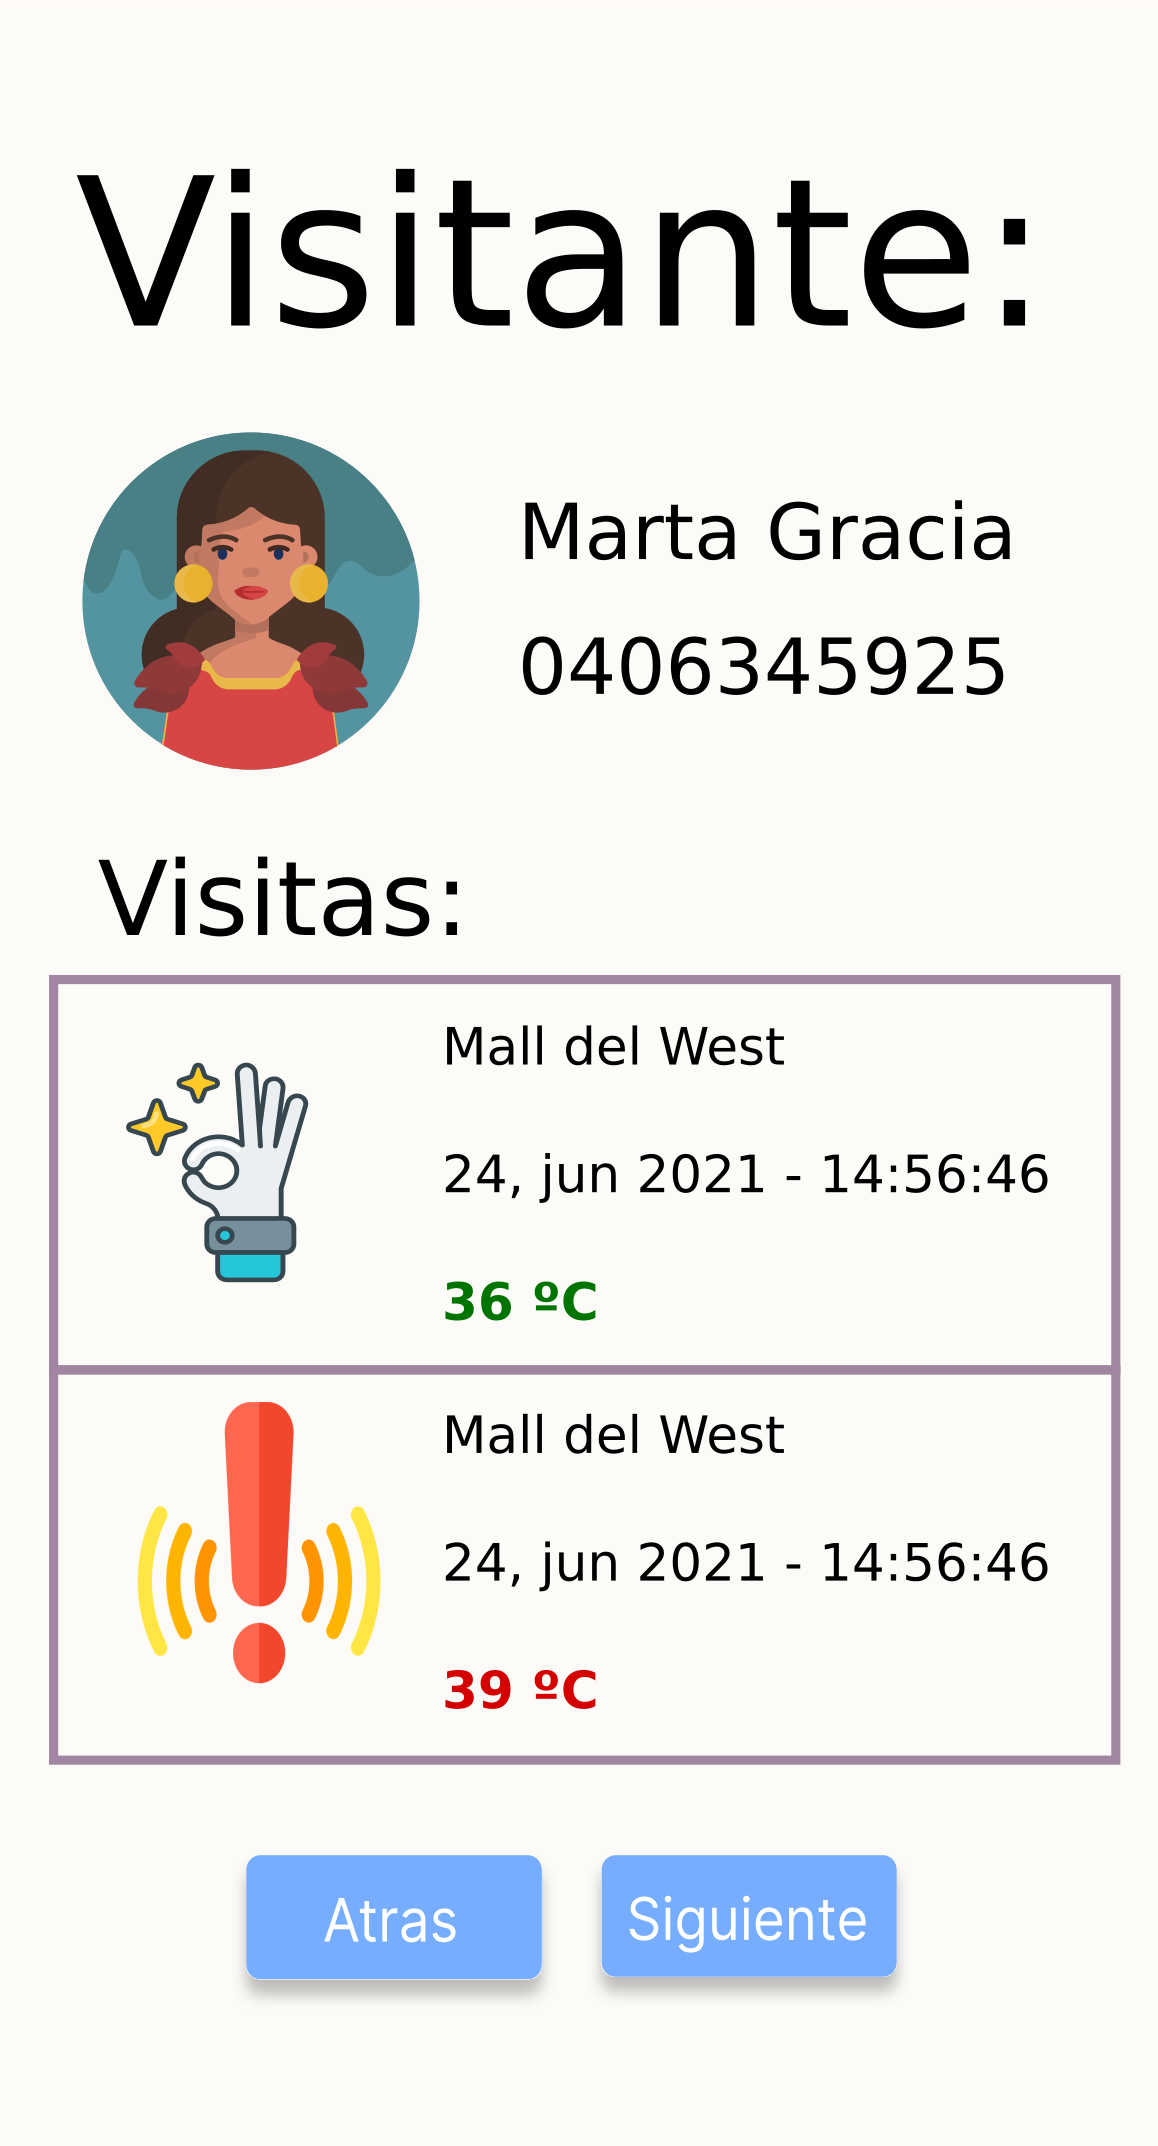 Visitante:
Marta Gracia
0406345925
Visitas:
Mall del West
24, jun 2021 - 14:56:46
36 ºC
Mall del West
24, jun 2021 - 14:56:46
39 ºC
Atras
Siguiente